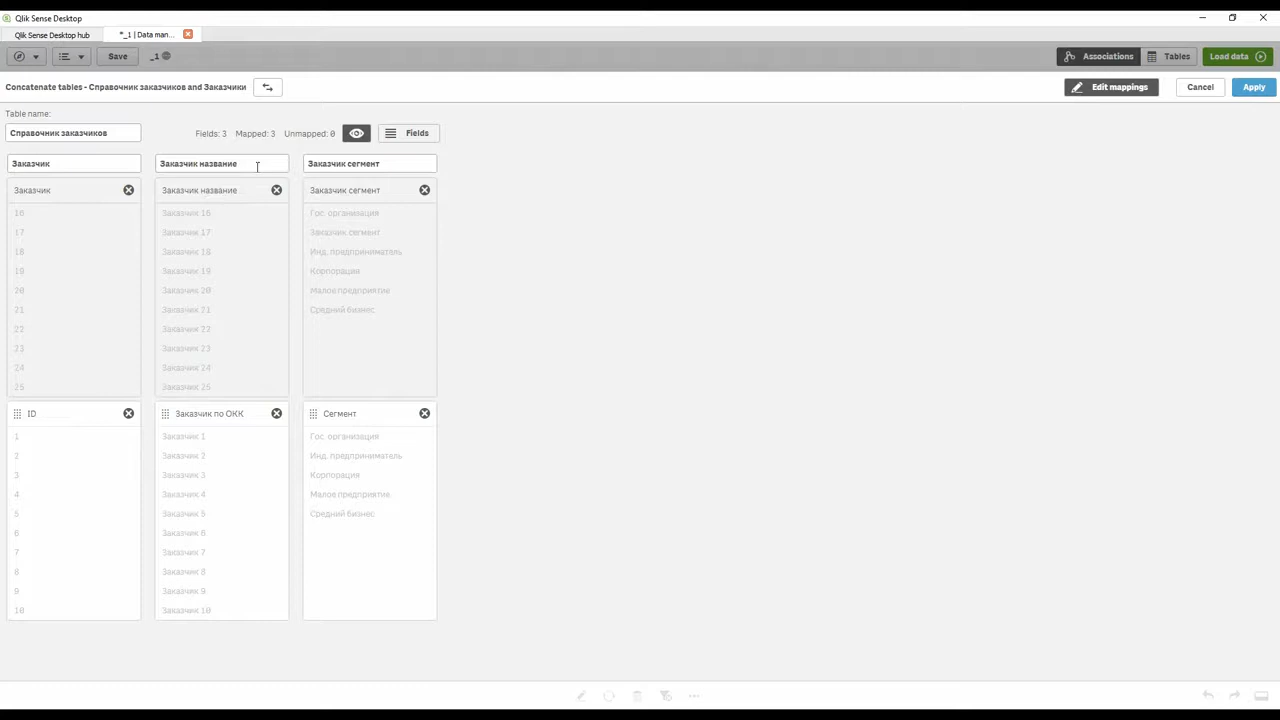 Qlik Sense Desktop
Qlik Sense Desktop hub
*_1 | Data man...
Save
_1
Associations
Tables
Load data
Concatenate tables - Справочник заказчиков and Заказчики
Edit mappings
Cancel
Apply
Table name:
Справочник заказчиков
Fields: 3 Mapped: 3 Unmapped: 0
Fields
Заказчик
Заказчик название
Заказчик сегмент
Заказчик
Заказчик название
Заказчик сегмент
16
Заказчик 16
Гос. организация
17
Заказчик 17
Заказчик сегмент
18
Заказчик 18
Инд. предприниматель
19
Заказчик 19
Корпорация
20
Заказчик 20
Малое предприятие
21
Заказчик 21
Средний бизнес
22
Заказчик 22
23
Заказчик 23
24
Заказчик 24
25
Заказчик 25
ID
Заказчик по ОКК
Сегмент
1
Заказчик 1
Гос. организация
2
Заказчик 2
Инд. предприниматель
3
Заказчик 3
Корпорация
4
Заказчик 4
Малое предприятие
5
Заказчик 5
Средний бизнес
6
Заказчик 6
7
Заказчик 7
8
Заказчик 8
9
Заказчик 9
10
Заказчик 10